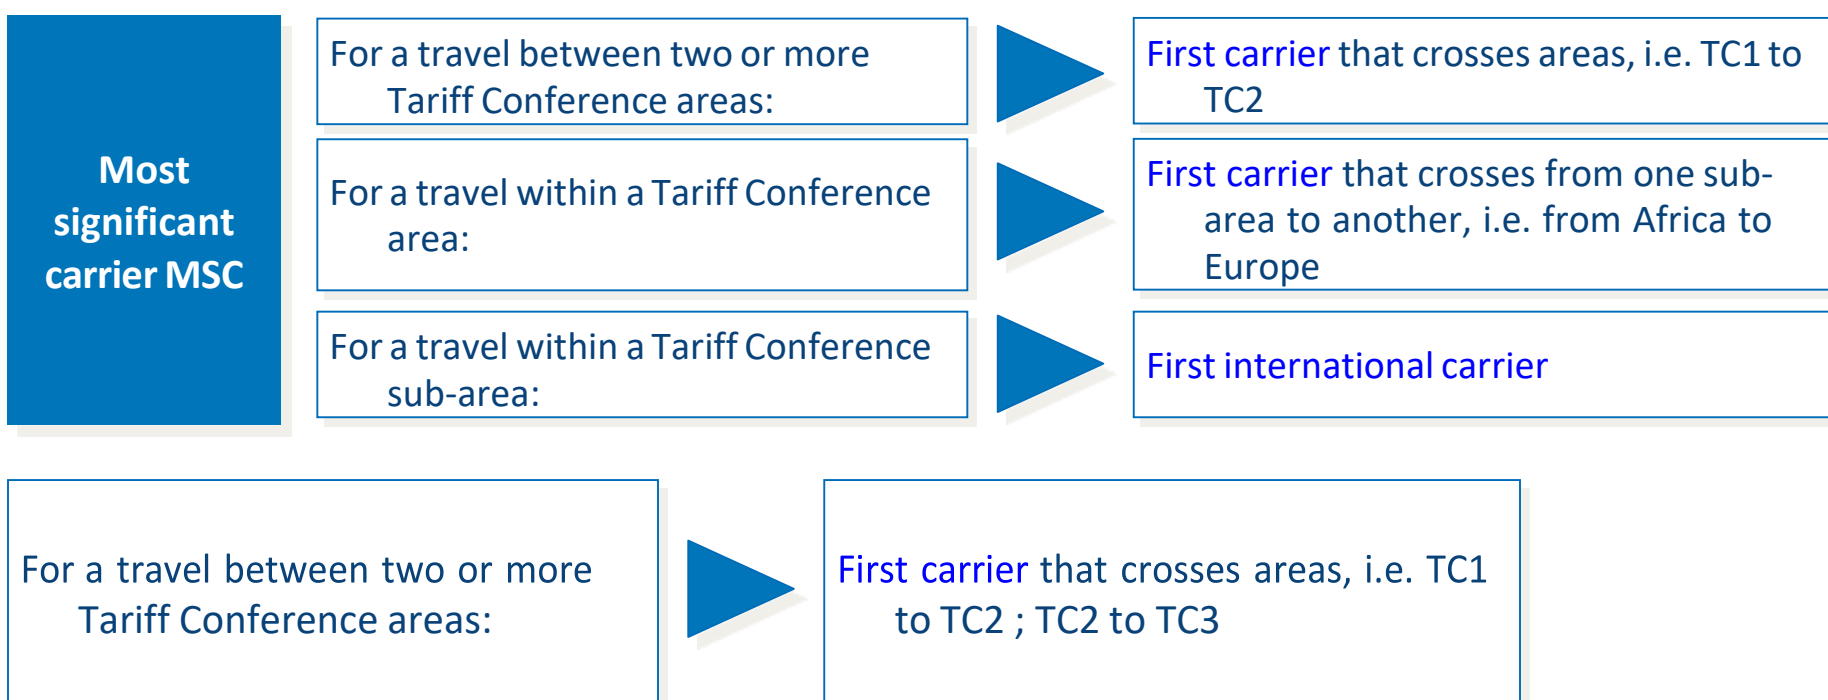 Most
significant
carrier MSC
For a travel between two or more
Tariff Conference areas:
First carrier that crosses areas, i.e. TC1 to
TC2
For a travel within a Tariff Conference
area:
First carrier that crosses from one sub-
area to another, i.e. from Africa to
Europe
For a travel within a Tariff Conference
sub-area:
First international carrier
For a travel between two or more
Tariff Conference areas:
First carrier that crosses areas, i.e. TC1
to TC2 ; TC2 to TC3